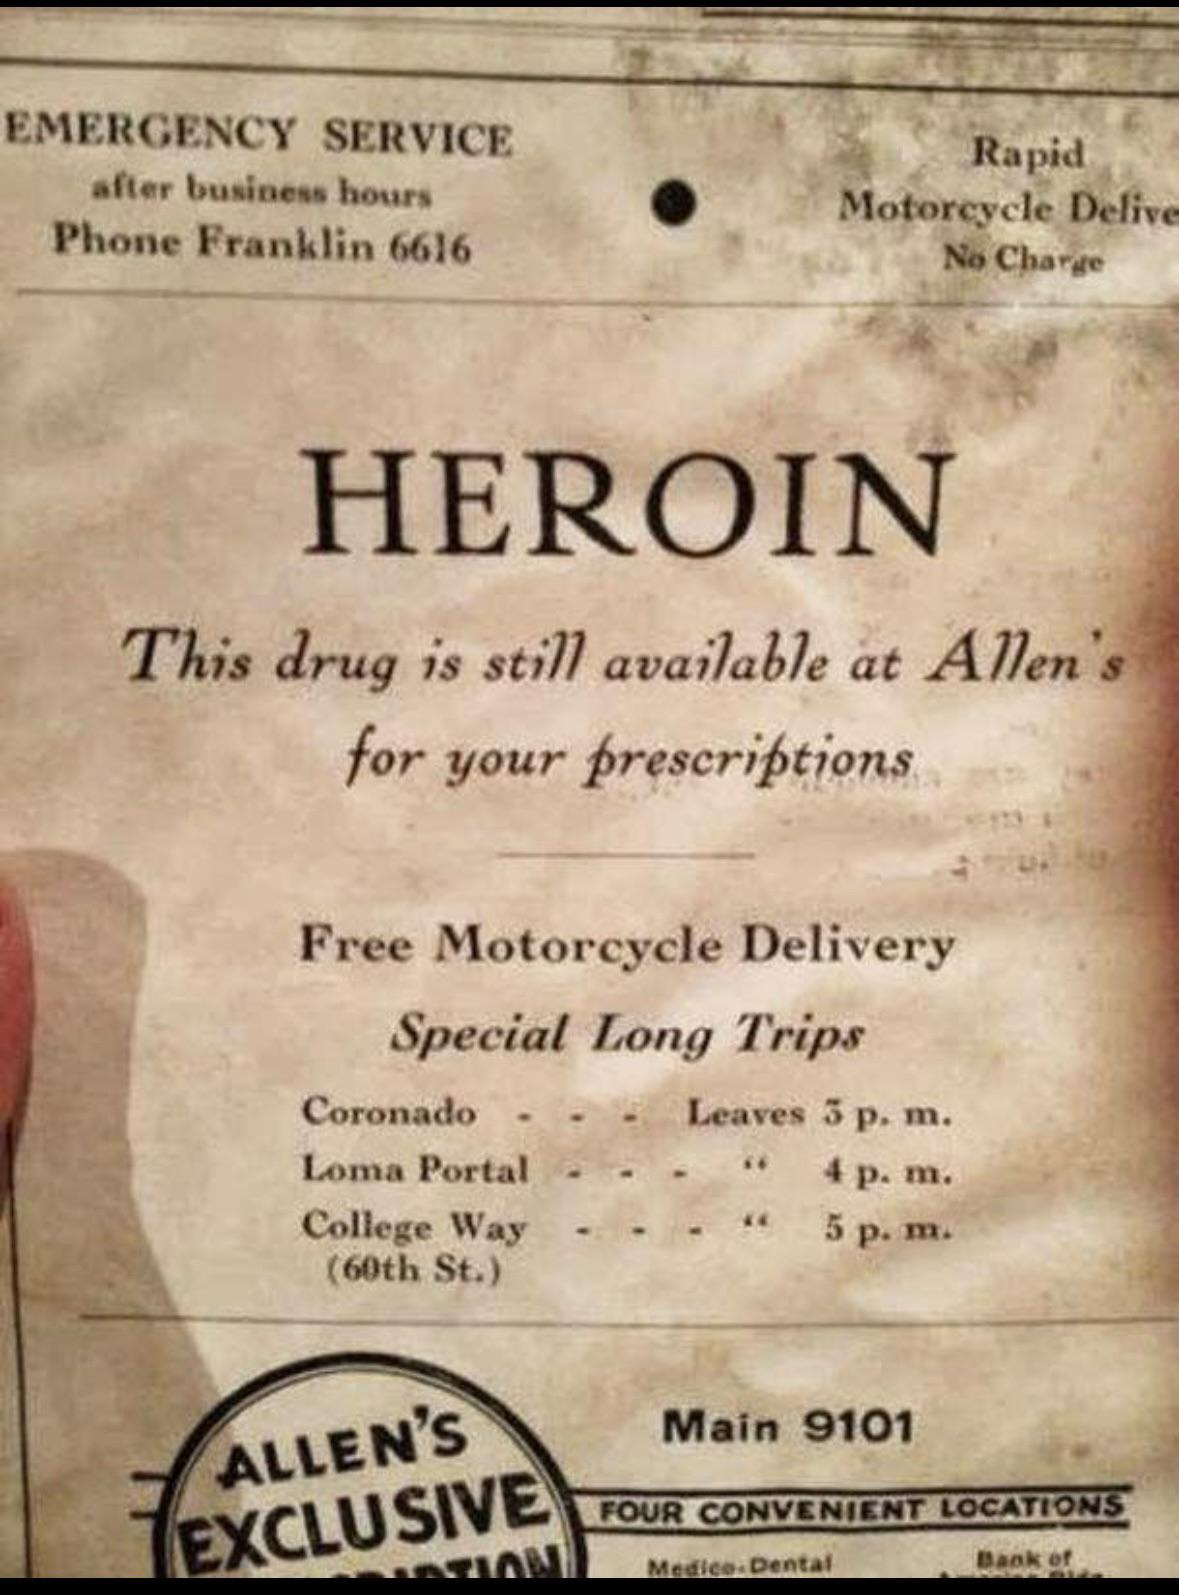 EMERGENCY SERVICE
after business hours
Phone Franklin 6616
Rapid
Motorcycle Delive
No Charge
HEROIN
This drug is still available at Allen's
for your prescriptions
Free Motorcycle Delivery
Special Long Trips
Coronado - - - Leaves 3 p. m.
Loma Portal - - - “ 4 p. m.
College Way - - - “ 5 p. m.
(60th St.)
ALLEN'S
EXCLUSIVE
Main 9101
FOUR CONVENIENT LOCATIONS
Medico-Dental
Bank of